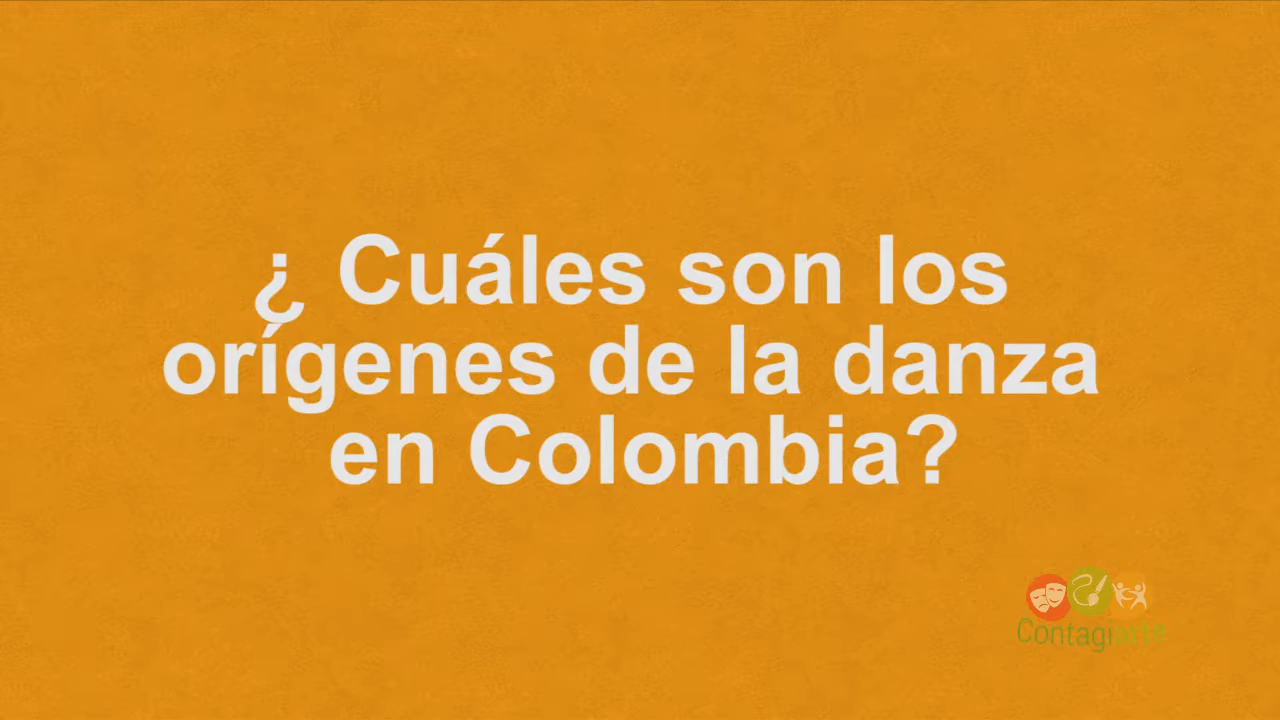 ¿ Cuáles son los
orígenes de la danza
en Colombia?
Contagiarte